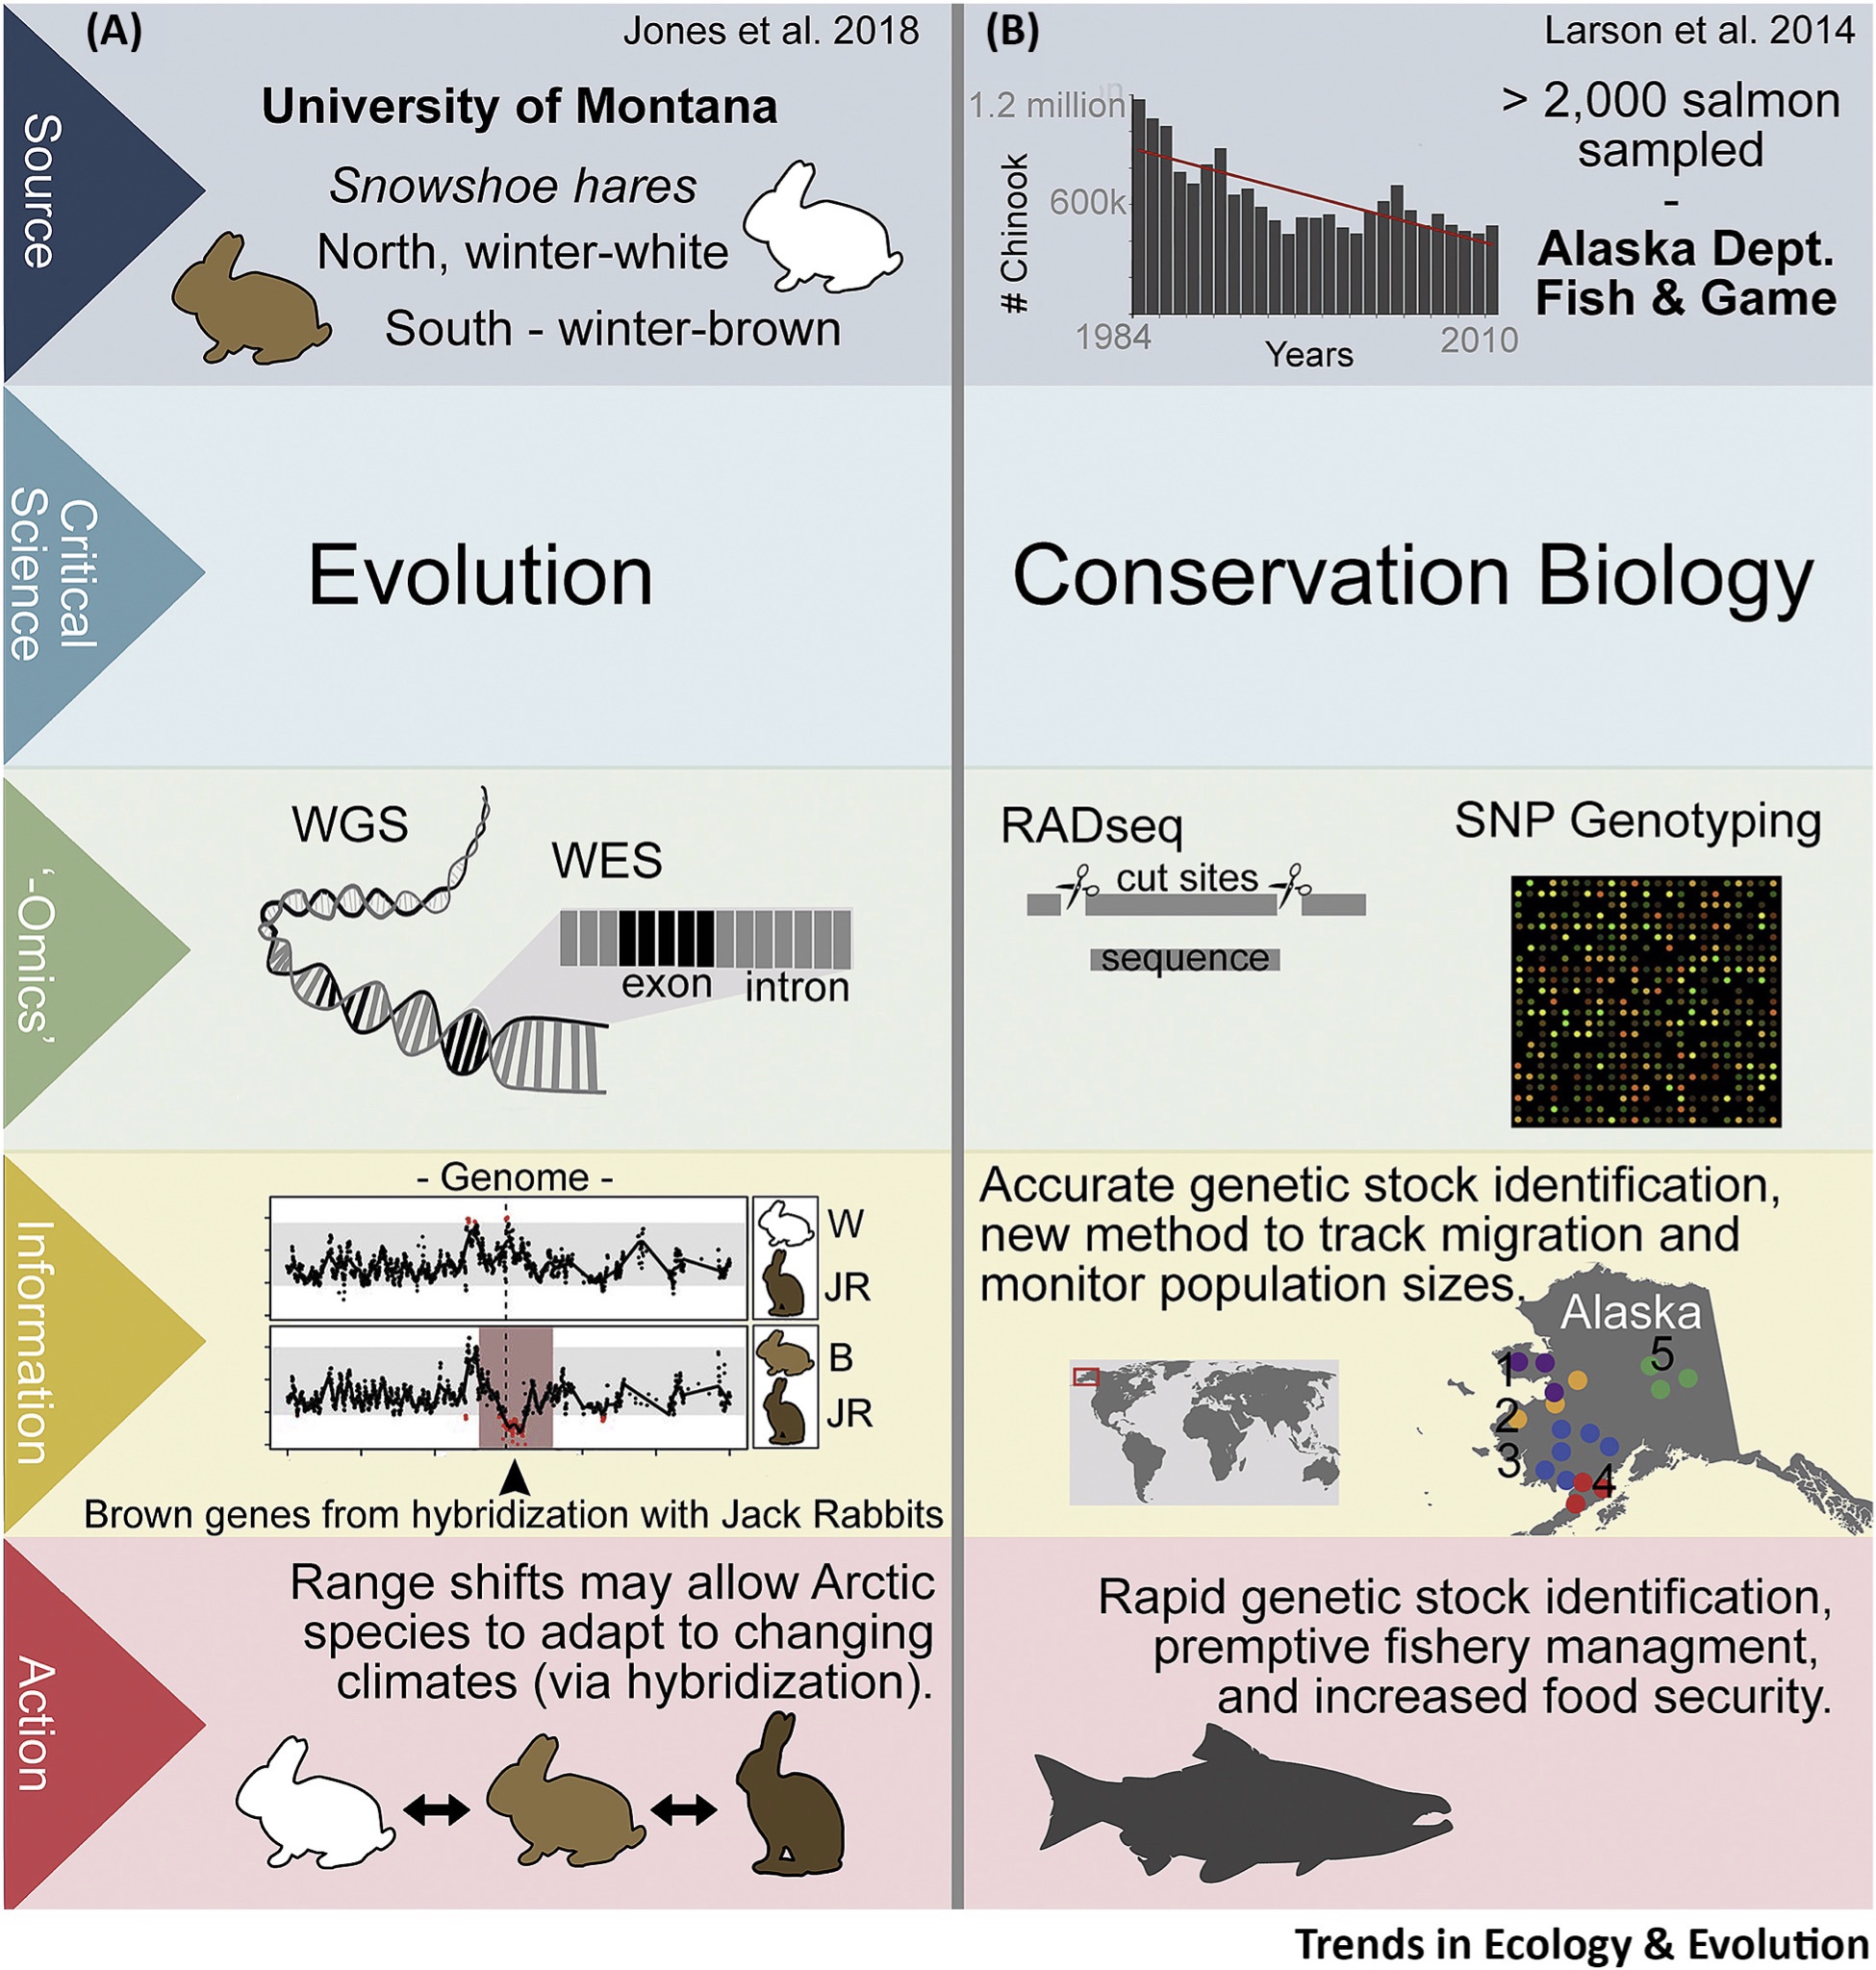 (A)
Jones et al. 2018
University of Montana
Snowshoe hares
North, winter-white
South - winter-brown
(B)
Larson et al. 2014
1.2 million
600k
# Chinook
1984
2010
Years
> 2,000 salmon
sampled
-
Alaska Dept.
Fish & Game
Source
Critical
Science
Evolution
Conservation Biology
'-Omics'
WGS
WES
exon
intron
RADseq
cut sites
sequence
SNP Genotyping
Information
- Genome -
W
JR
B
JR
Brown genes from hybridization with Jack Rabbits
Accurate genetic stock identification,
new method to track migration and
monitor population sizes.
Alaska
1
2
3
4
5
Action
Range shifts may allow Arctic
species to adapt to changing
climates (via hybridization).
Rapid genetic stock identification,
premptive fishery managment,
and increased food security.
Trends in Ecology & Evolution